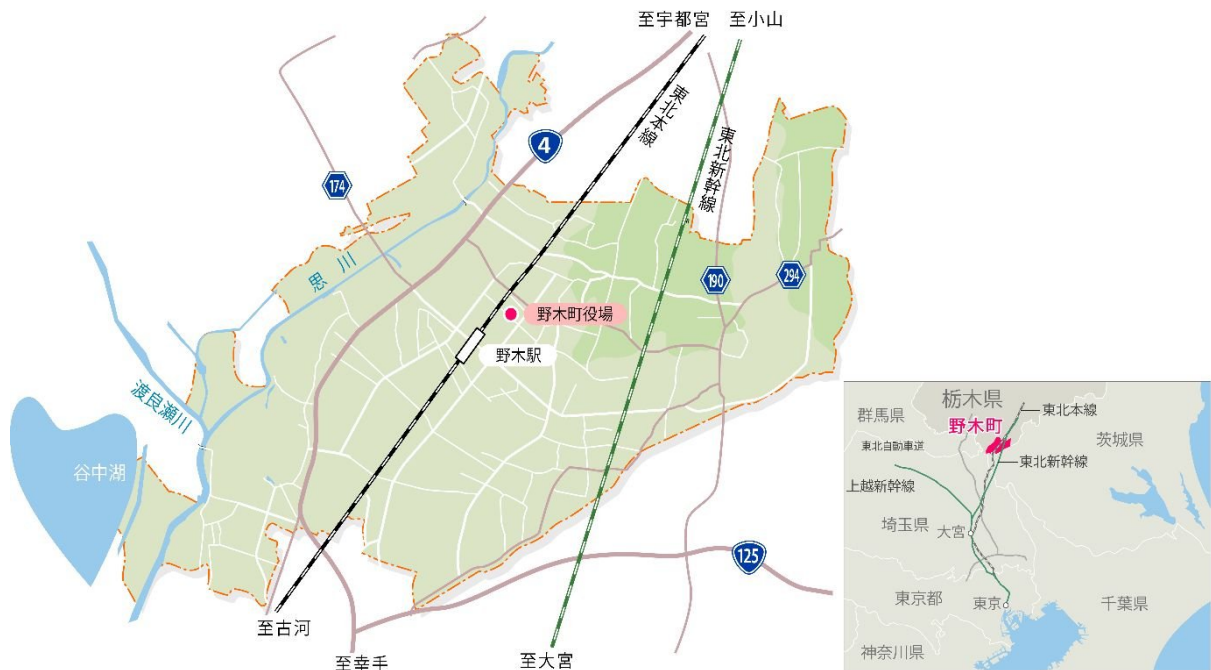 至宇都宮
至小山
東北本線
4
東北新幹線
174
思川
190
294
野木町役場
野木駅
渡良瀬川
谷中湖
125
至古河
至幸手
至大宮
栃木県
群馬県
野木町
東北本線
東北自動車道
茨城県
東北新幹線
上越新幹線
埼玉県
大宮
東京都
東京
千葉県
神奈川県